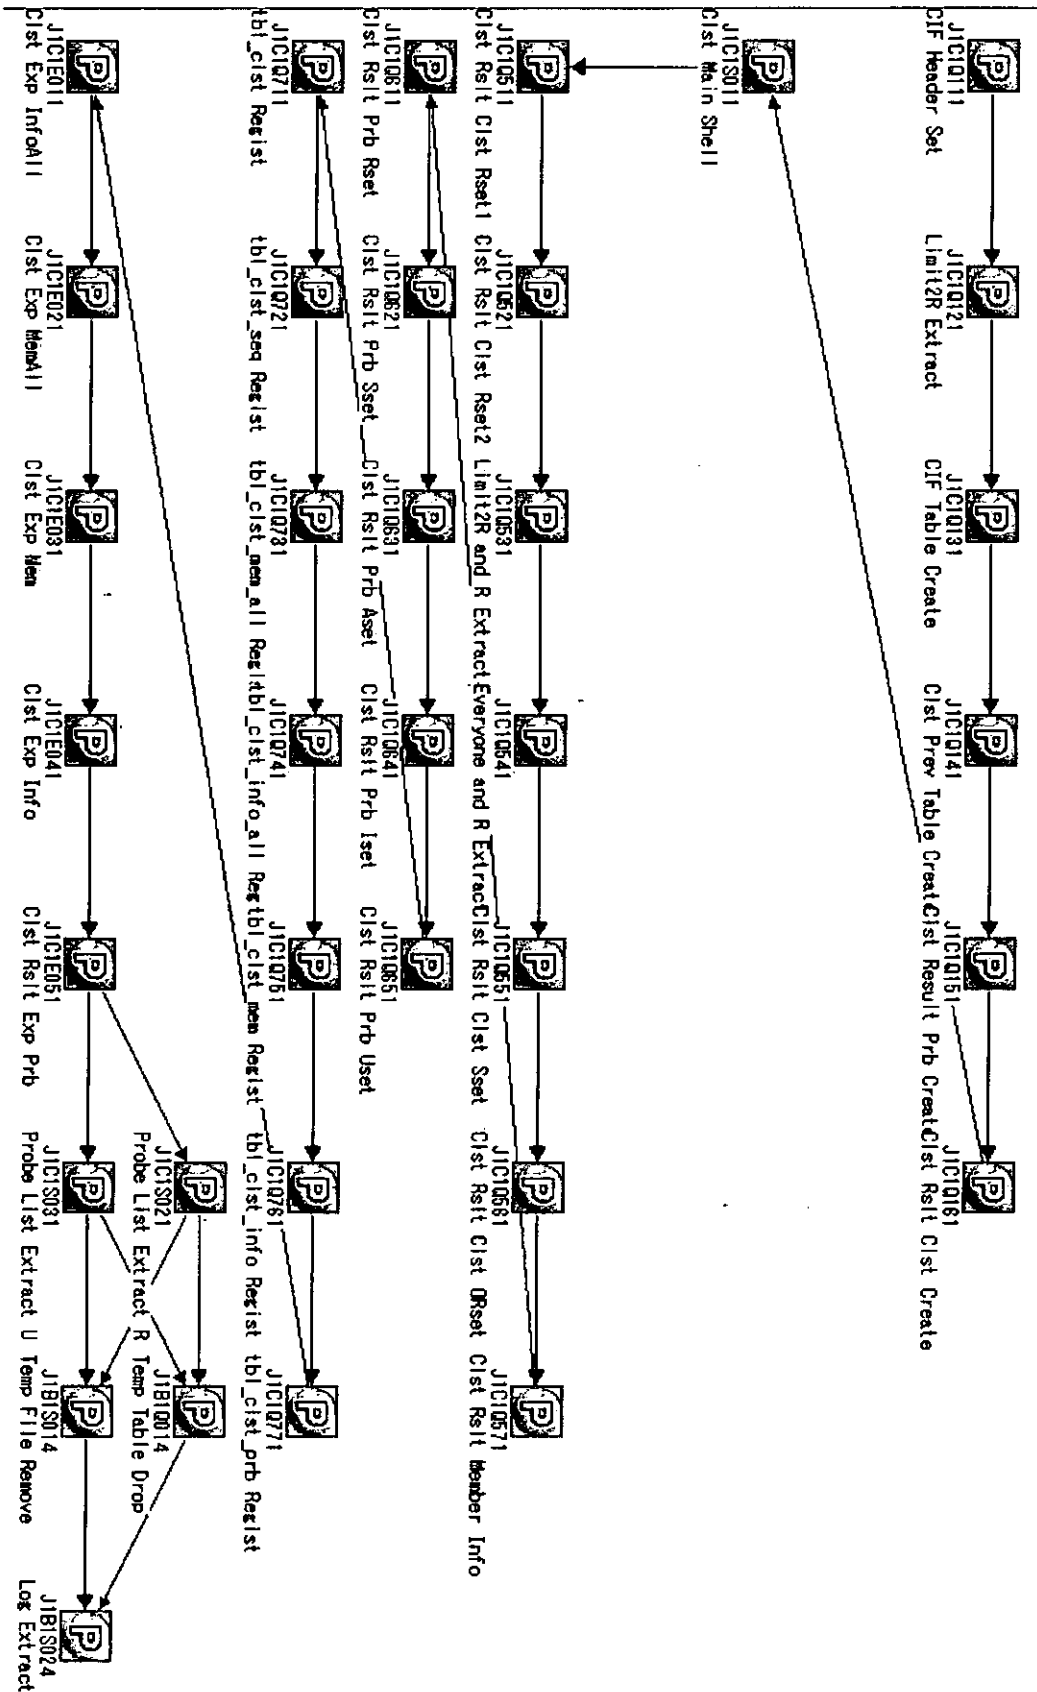 J1C1Q111
CIF Header Set
J1C1Q121
Limit2R Extract
J1C1Q131
CIF Table Create
J1C1Q141
Clst Prev Table Creat
J1C1Q151
Clst Result Prb Creat
J1C1Q161
Clst Rslt Clst Create
J1C1S011
Clst Main Shell
J1C1Q511
Clst Rslt Clst Rset1
J1C1Q521
Clst Rslt Clst Rset2
J1C1Q531
Limit2R and R Extract
J1C1Q541
Everyone and R Extrac
J1C1Q551
Clst Rslt Clst Sset
J1C1Q561
Clst Rslt Clst ORset
J1C1Q571
Clst Rslt Member Info
J1C1Q611
Clst Rslt Prb Rset
J1C1Q621
Clst Rslt Prb Sset
J1C1Q631
Clst Rslt Prb Aset
J1C1Q641
Clst Rslt Prb Iset
J1C1Q651
Clst Rslt Prb Uset
J1C1Q711
tbl_clst Regist
J1C1Q721
tbl_clst_seq Regist
J1C1Q731
tbl_clst_mem_all Regi
J1C1Q741
tbl_clst_info_all Reg
J1C1Q751
tbl_clst_mem Regist
J1C1Q761
tbl_clst_info Regist
J1C1Q771
tbl_clst_prb Regist
J1C1E011
Clst Exp InfoAll
J1C1E021
Clst Exp MemAll
J1C1E031
Clst Exp Mem
J1C1E041
Clst Exp Info
J1C1E051
Clst Rslt Exp Prb
J1C1S021
Probe List Extract R
J1C1S031
Probe List Extract U
J1B1Q014
Temp Table Drop
J1B1S014
Temp File Remove
J1B1S024
Log Extract